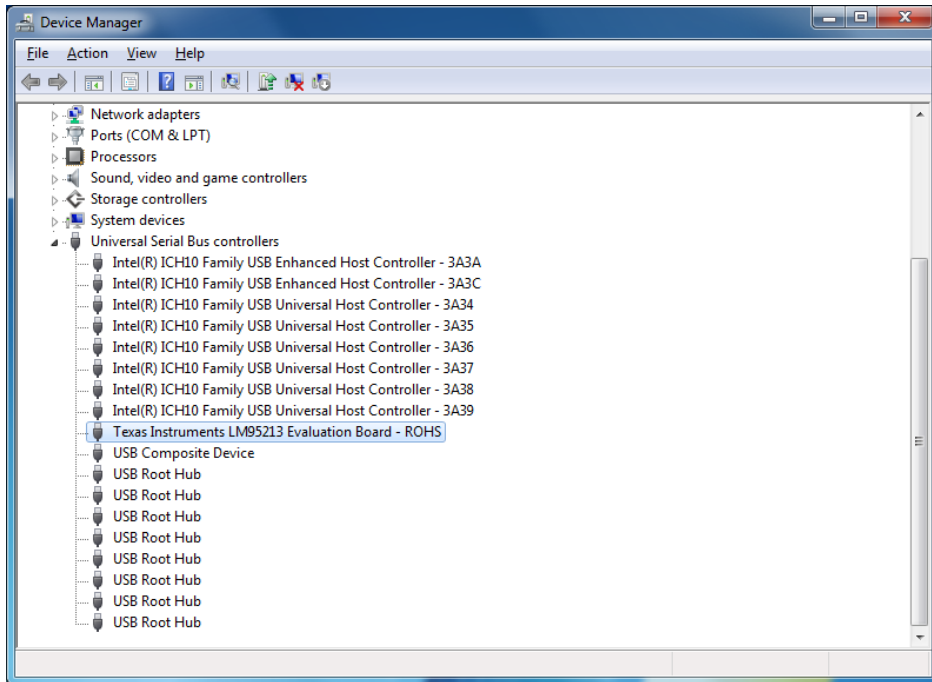 Device Manager
File Action View Help
Network adapters
Ports (COM & LPT)
Processors
Sound, video and game controllers
Storage controllers
System devices
Universal Serial Bus controllers
Intel(R) ICH10 Family USB Enhanced Host Controller - 3A3A
Intel(R) ICH10 Family USB Enhanced Host Controller - 3A3C
Intel(R) ICH10 Family USB Universal Host Controller - 3A34
Intel(R) ICH10 Family USB Universal Host Controller - 3A35
Intel(R) ICH10 Family USB Universal Host Controller - 3A36
Intel(R) ICH10 Family USB Universal Host Controller - 3A37
Intel(R) ICH10 Family USB Universal Host Controller - 3A38
Intel(R) ICH10 Family USB Universal Host Controller - 3A39
Texas Instruments LM95213 Evaluation Board - ROHS
USB Composite Device
USB Root Hub
USB Root Hub
USB Root Hub
USB Root Hub
USB Root Hub
USB Root Hub
USB Root Hub
USB Root Hub